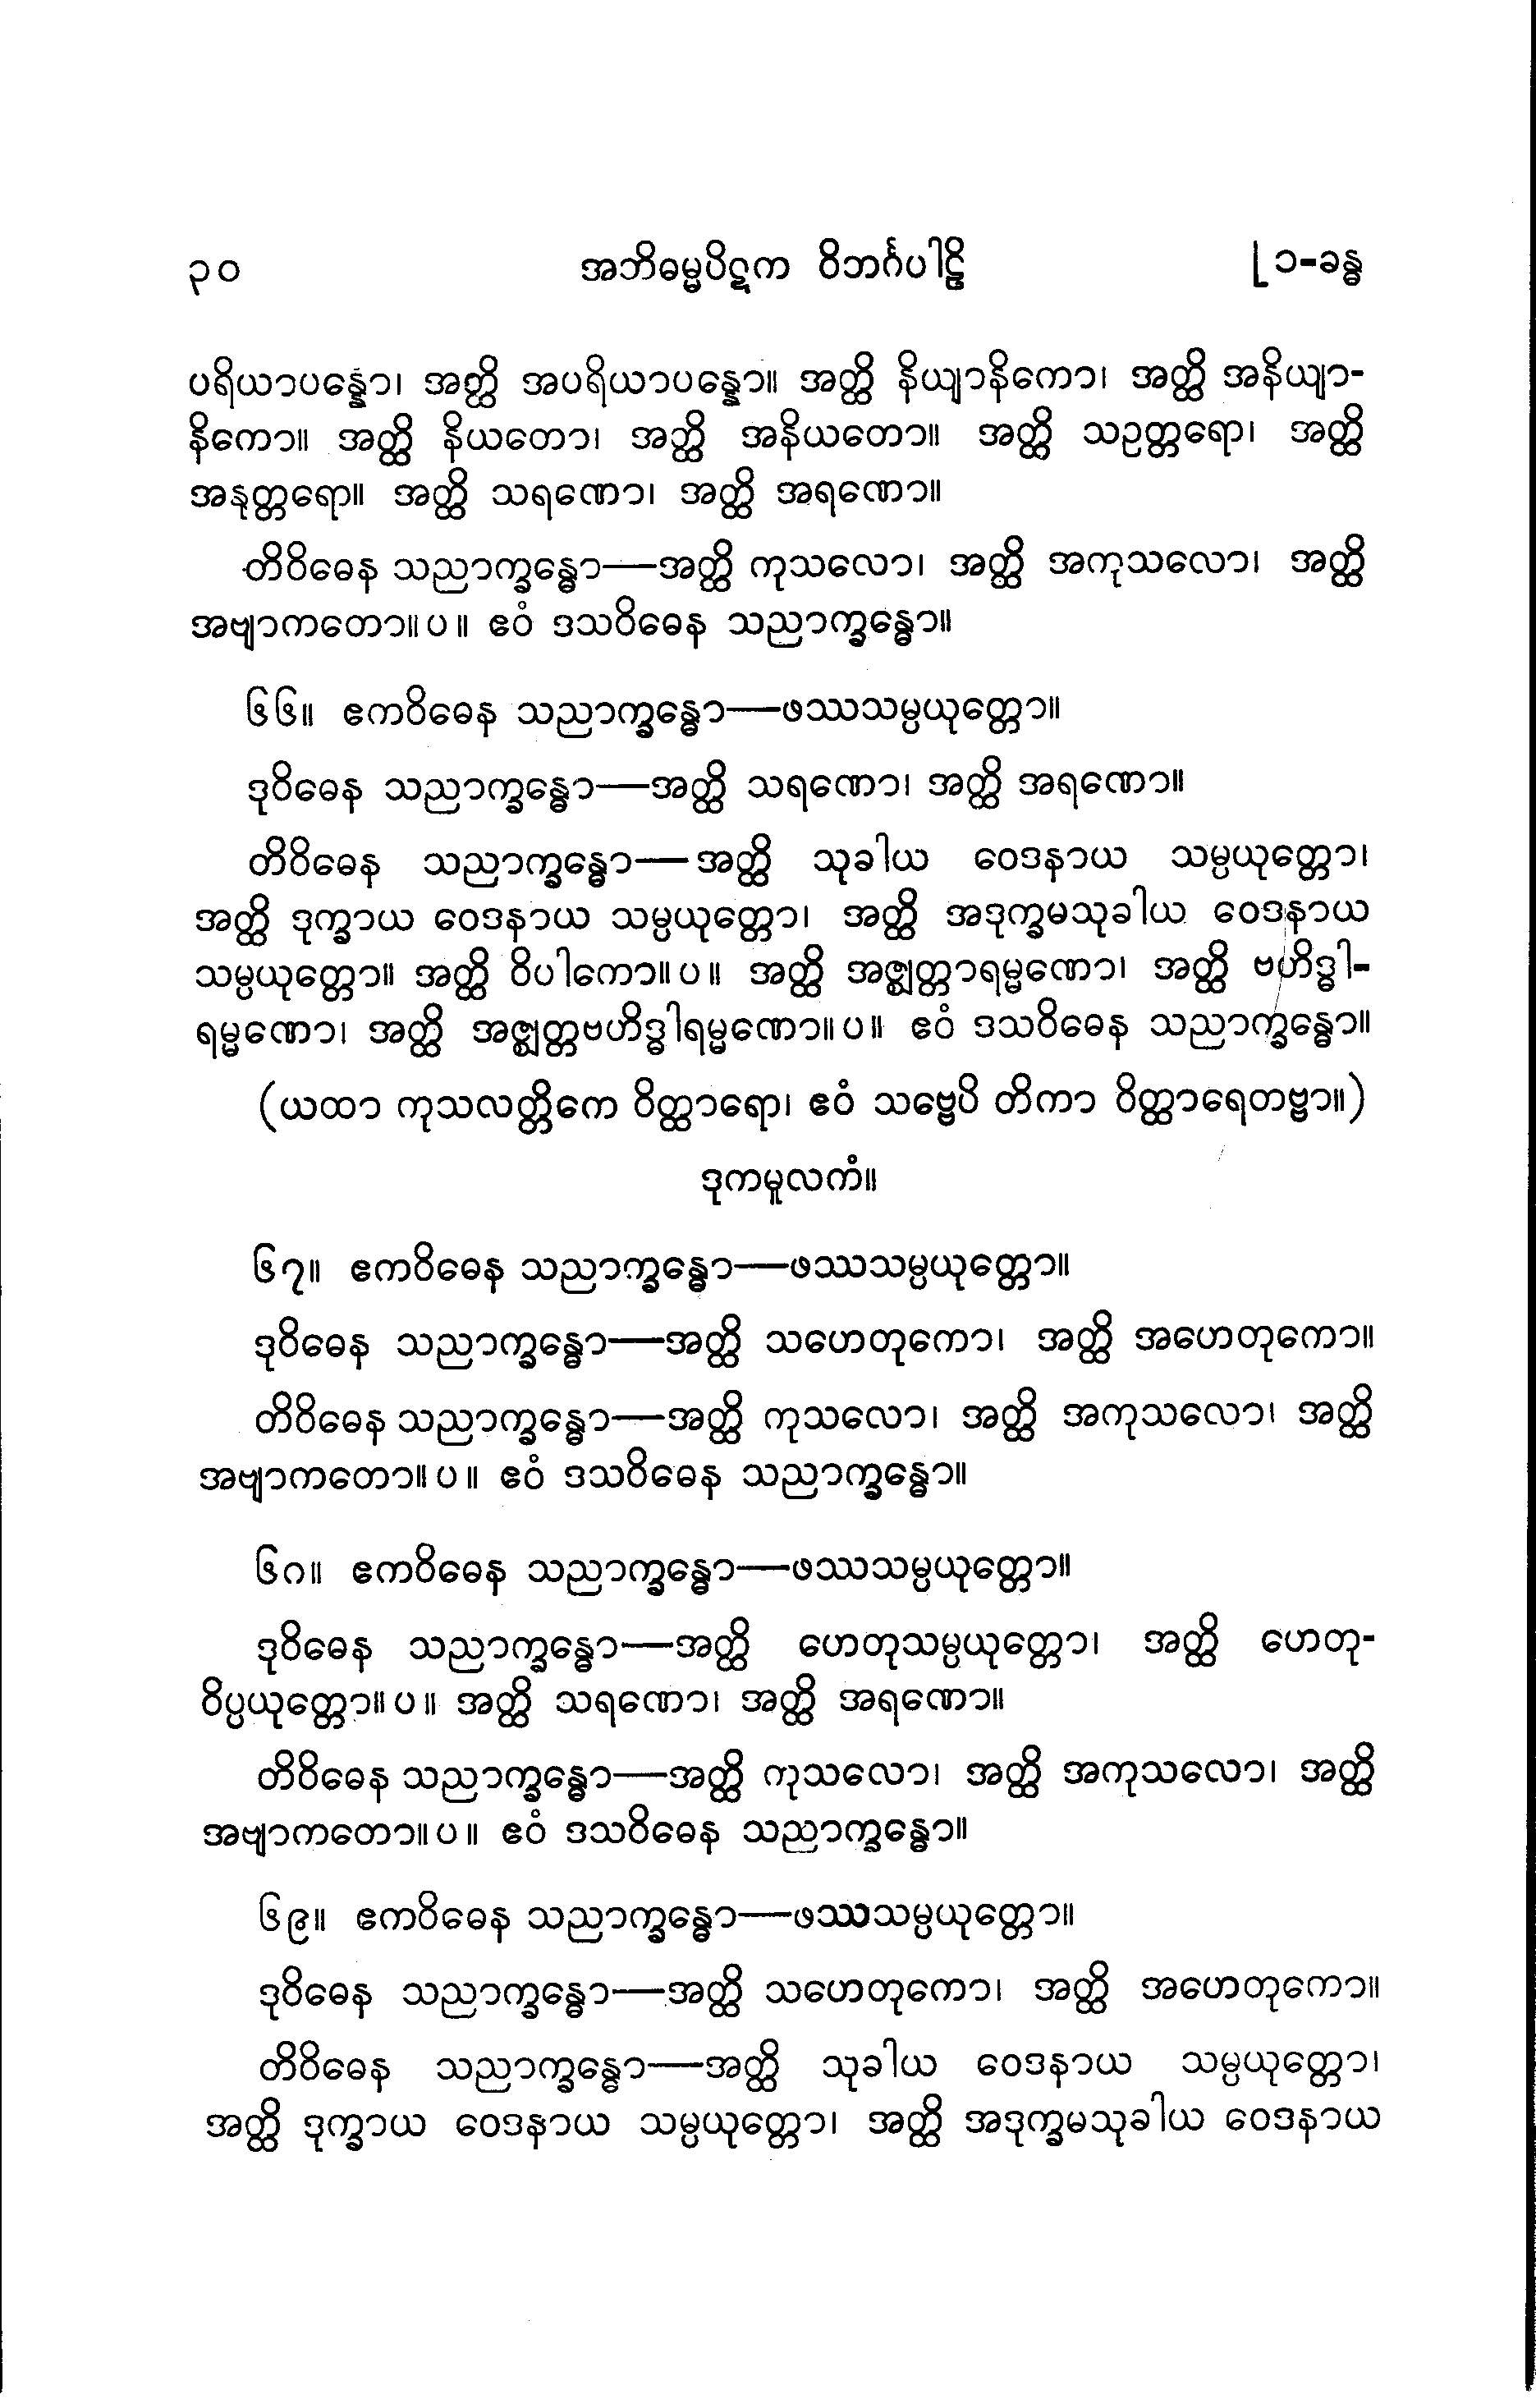 ၃၀ အဘိဓမ္မပိဋက ဝိဘင်္ဂပါဠိ [၁-ခန္ဓ
ပရိယာပန္နော၊ အတ္ထိ အပရိယာပန္နော။ အတ္ထိ နိယျာနိကော၊ အတ္ထိ အနိယျာ-
နိကော။ အတ္ထိ နိယတော၊ အတ္ထိ အနိယတော။ အတ္ထိ သဥတ္တရော၊ အတ္ထိ
အနုတ္တရော။ အတ္ထိ သရဏော၊ အတ္ထိ အရဏော။
တိဝိဓေန သညာက္ခန္ဓော—အတ္ထိ ကုသလော၊ အတ္ထိ အကုသလော၊ အတ္ထိ
အဗျာကတော။ပ။ ဧဝံ ဒသဝိဓေန သညာက္ခန္ဓော။
၆၆။ ဧကဝိဓေန သညာက္ခန္ဓော—ဖဿသမ္ပယုတ္တော။
ဒုဝိဓေန သညာက္ခန္ဓော—အတ္ထိ သရဏော၊ အတ္ထိ အရဏော။
တိဝိဓေန သညာက္ခန္ဓော—အတ္ထိ သုခါယ ဝေဒနာယ သမ္ပယုတ္တော၊
အတ္ထိ ဒုက္ခာယ ဝေဒနာယ သမ္ပယုတ္တော၊ အတ္ထိ အဒုက္ခမသုခါယ ဝေဒနာယ
သမ္ပယုတ္တော။ အတ္ထိ ဝိပါကော။ပ။ အတ္ထိ အဇ္ဈတ္တာရမ္မဏော၊ အတ္ထိ ဗဟိဒ္ဓါ-
ရမ္မဏော၊ အတ္ထိ အဇ္ဈတ္တဗဟိဒ္ဓါရမ္မဏော။ပ။ ဧဝံ ဒသဝိဓေန သညာက္ခန္ဓော။
(ယထာ ကုသလတ္တိကေ ဝိတ္ထာရော၊ ဧဝံ သဗ္ဗေပိ တိကာ ဝိတ္ထာရေတဗ္ဗာ။)
ဒုကမူလကံ။
၆၇။ ဧကဝိဓေန သညာက္ခန္ဓော—ဖဿသမ္ပယုတ္တော။
ဒုဝိဓေန သညာက္ခန္ဓော—အတ္ထိ သဟေတုကော၊ အတ္ထိ အဟေတုကော။
တိဝိဓေန သညာက္ခန္ဓော—အတ္ထိ ကုသလော၊ အတ္ထိ အကုသလော၊ အတ္ထိ
အဗျာကတော။ပ။ ဧဝံ ဒသဝိဓေန သညာက္ခန္ဓော။
၆၈။ ဧကဝိဓေန သညာက္ခန္ဓော—ဖဿသမ္ပယုတ္တော။
ဒုဝိဓေန သညာက္ခန္ဓော—အတ္ထိ ဟေတုသမ္ပယုတ္တော၊ အတ္ထိ ဟေတု-
ဝိပ္ပယုတ္တော။ပ။ အတ္ထိ သရဏော၊ အတ္ထိ အရဏော။
တိဝိဓေန သညာက္ခန္ဓော—အတ္ထိ ကုသလော၊ အတ္ထိ အကုသလော၊ အတ္ထိ
အဗျာကတော။ပ။ ဧဝံ ဒသဝိဓေန သညာက္ခန္ဓော။
၆၉။ ဧကဝိဓေန သညာက္ခန္ဓော—ဖဿသမ္ပယုတ္တော။
ဒုဝိဓေန သညာက္ခန္ဓော—အတ္ထိ သဟေတုကော၊ အတ္ထိ အဟေတုကော။
တိဝိဓေန သညာက္ခန္ဓော—အတ္ထိ သုခါယ ဝေဒနာယ သမ္ပယုတ္တော၊
အတ္ထိ ဒုက္ခာယ ဝေဒနာယ သမ္ပယုတ္တော၊ အတ္ထိ အဒုက္ခမသုခါယ ဝေဒနာယ